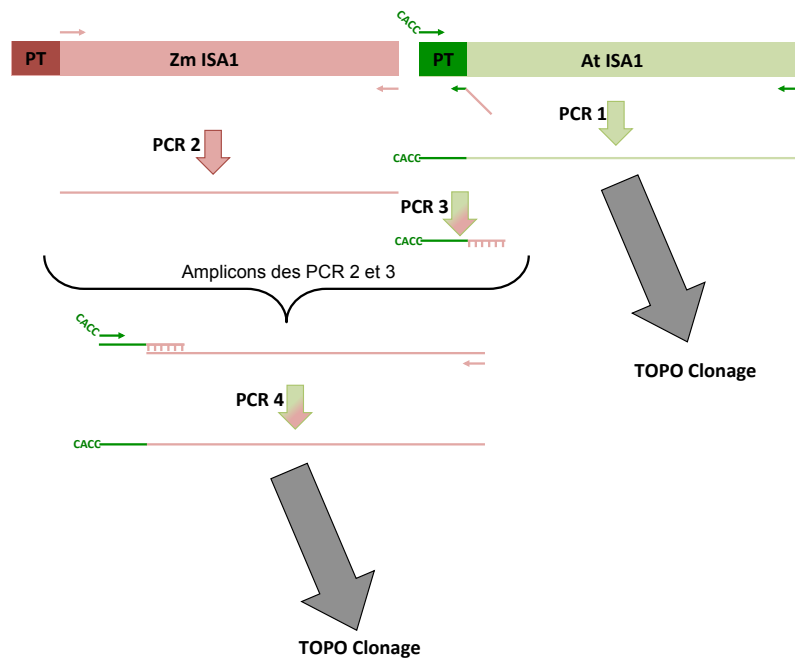 CACC
PT Zm ISA1
PT At ISA1
PCR 1
PCR 2
CACC
PCR 3
CACC
Amplicons des PCR 2 et 3
CACC
TOPO Clonage
PCR 4
CACC
TOPO Clonage